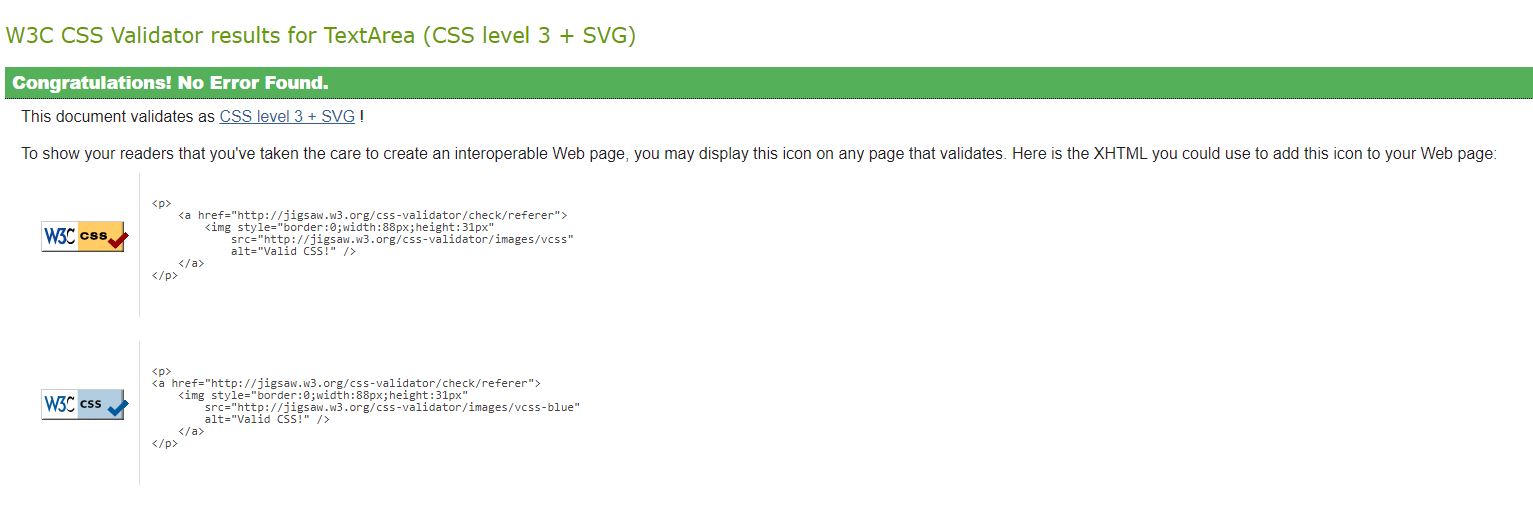 W3C CSS Validator results for TextArea (CSS level 3 + SVG)
Congratulations! No Error Found.
This document validates as CSS level 3 + SVG !
To show your readers that you've taken the care to create an interoperable Web page, you may display this icon on any page that validates. Here is the XHTML you could use to add this icon to your Web page:
W3C css
<p>
    <a href="http://jigsaw.w3.org/css-validator/check/referer">
        <img style="border:0;width:88px;height:31px"
            src="http://jigsaw.w3.org/css-validator/images/vcss"
            alt="Valid CSS!" />
    </a>
</p>
W3C css
<p>
<a href="http://jigsaw.w3.org/css-validator/check/referer">
    <img style="border:0;width:88px;height:31px"
        src="http://jigsaw.w3.org/css-validator/images/vcss-blue"
        alt="Valid CSS!" />
    </a>
</p>